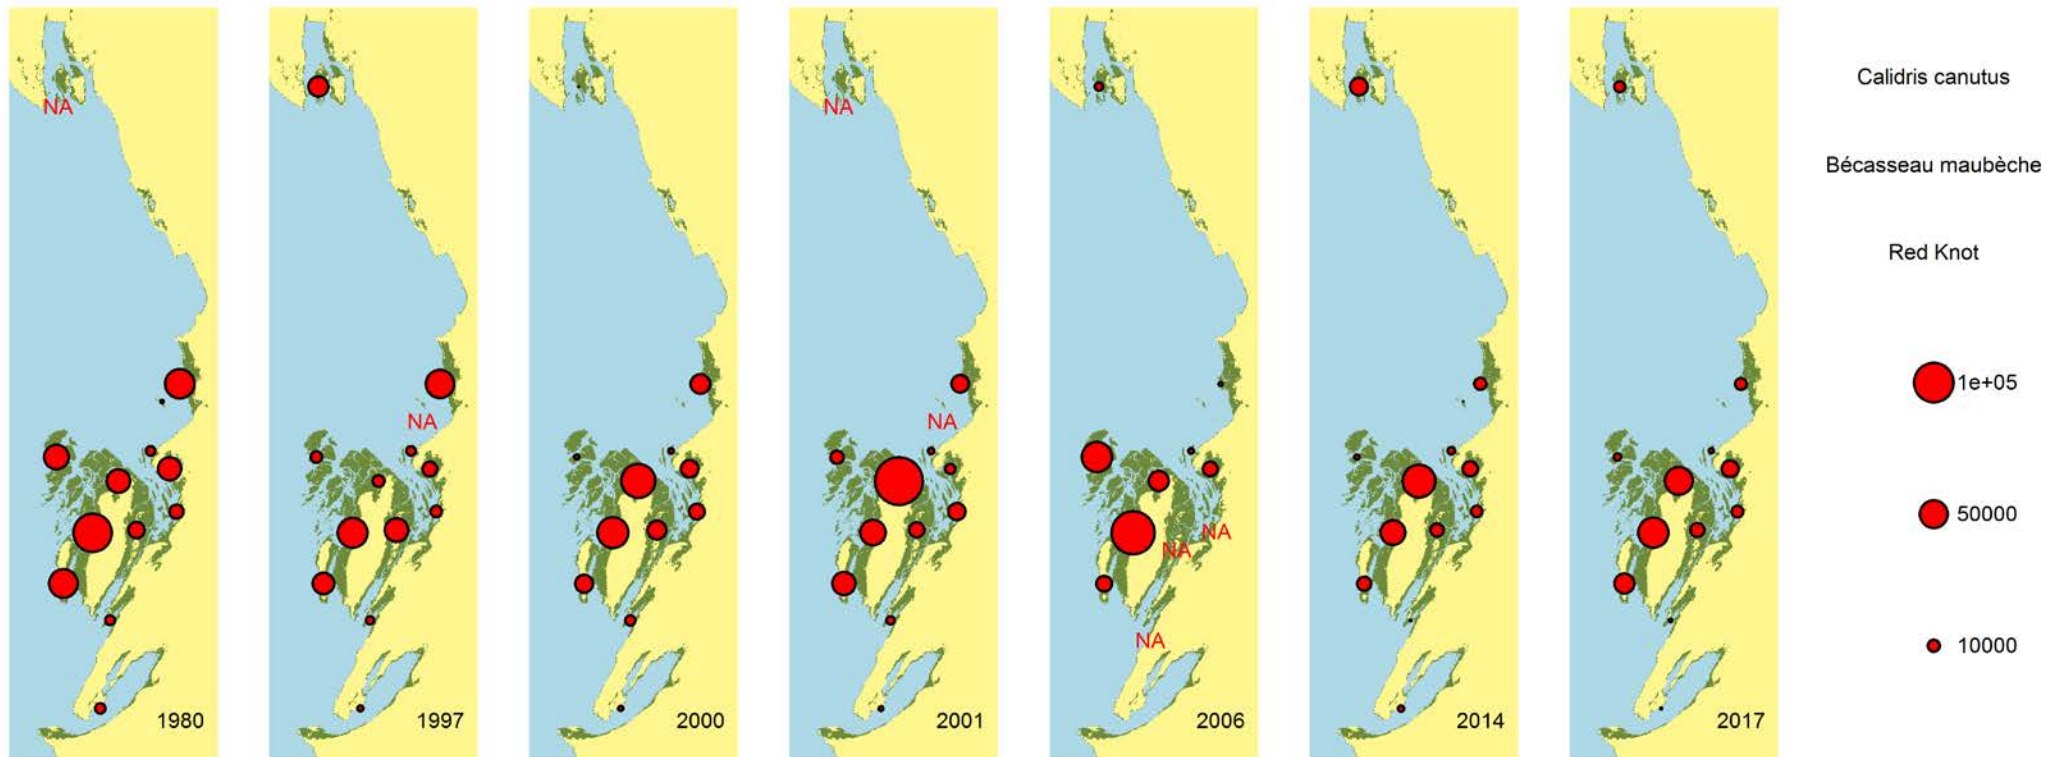 NA
NA
NA
NA
NA
NA
NA
NA
1980
1997
2000
2001
2006
2014
2017
Calidris canutus
Bécasseau maubèche
Red Knot
1e+05
50000
10000